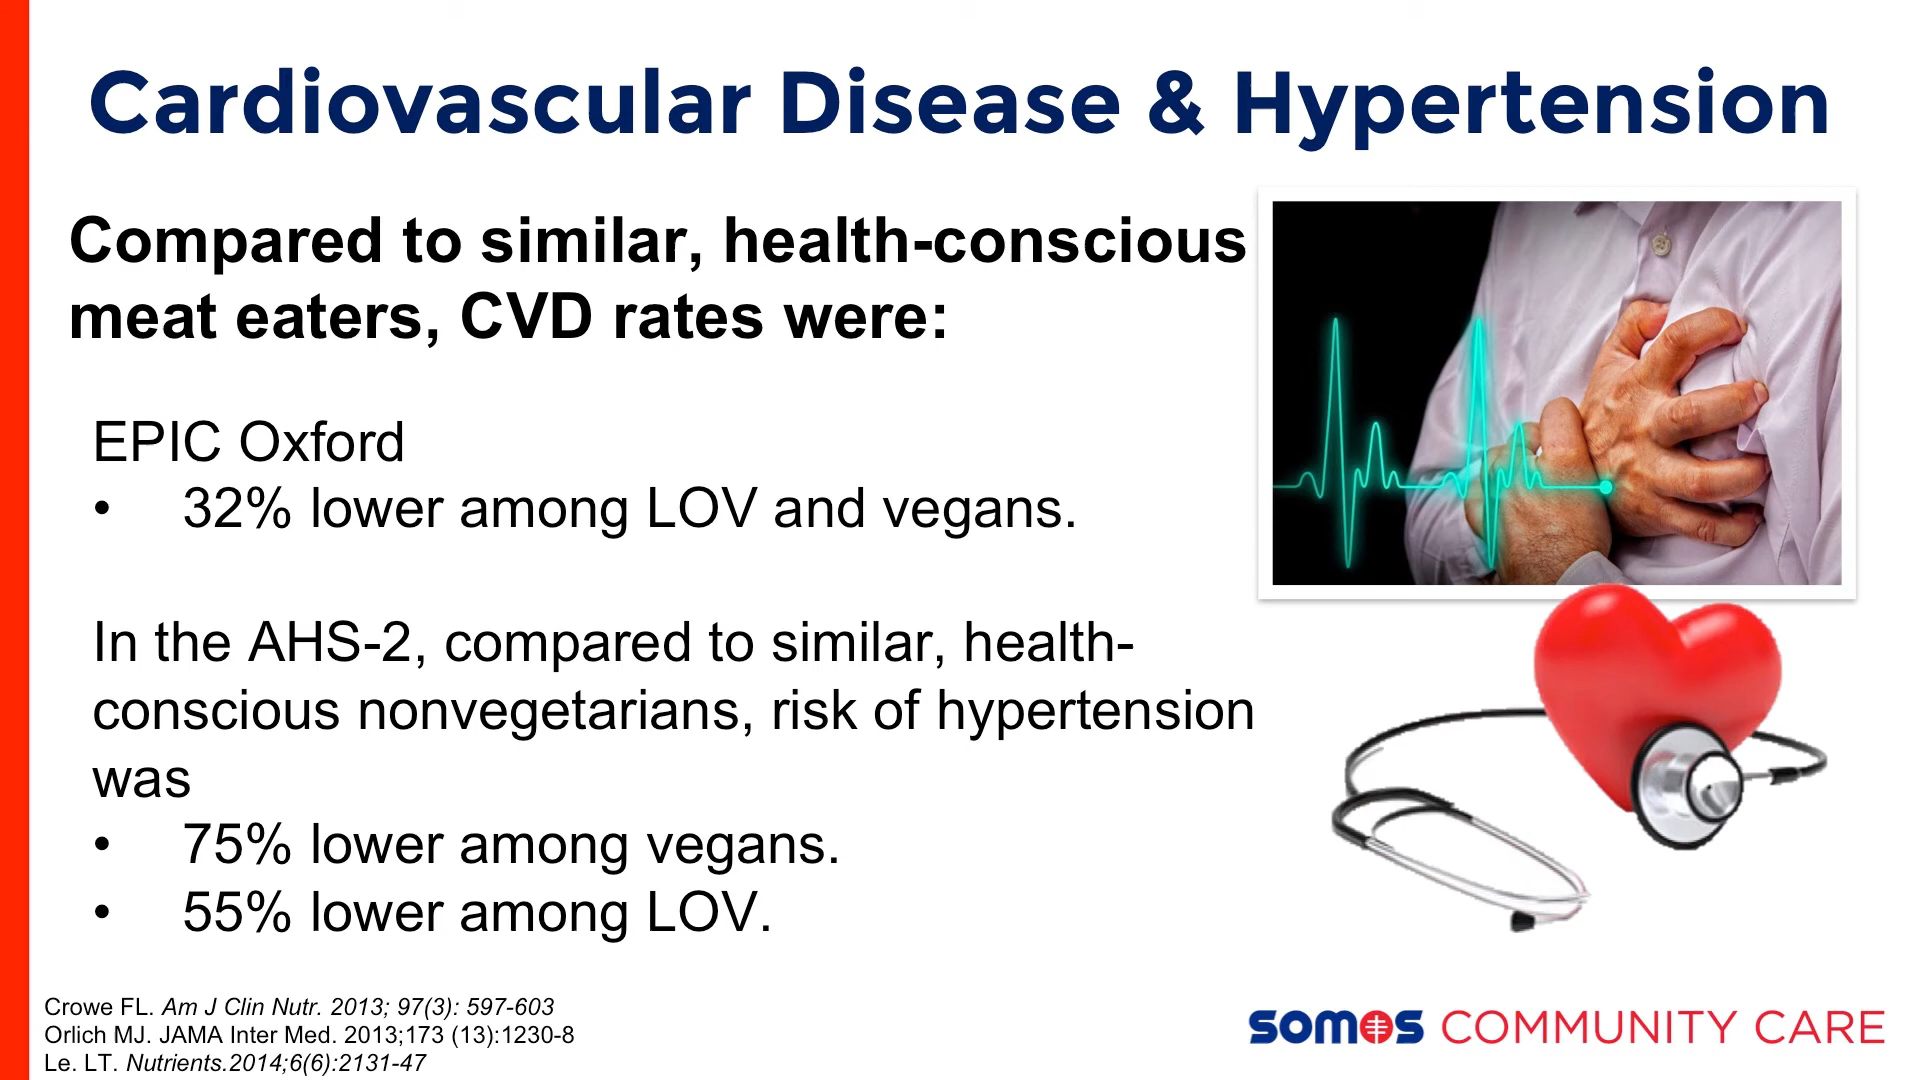 Cardiovascular Disease & Hypertension
Compared to similar, health-conscious
meat eaters, CVD rates were:
EPIC Oxford
• 32% lower among LOV and vegans.
In the AHS-2, compared to similar, health-
conscious nonvegetarians, risk of hypertension
was
• 75% lower among vegans.
• 55% lower among LOV.
Crowe FL. Am J Clin Nutr. 2013; 97(3): 597-603
Orlich MJ. JAMA Inter Med. 2013;173 (13):1230-8
Le. LT. Nutrients.2014;6(6):2131-47
SOMOS COMMUNITY CARE